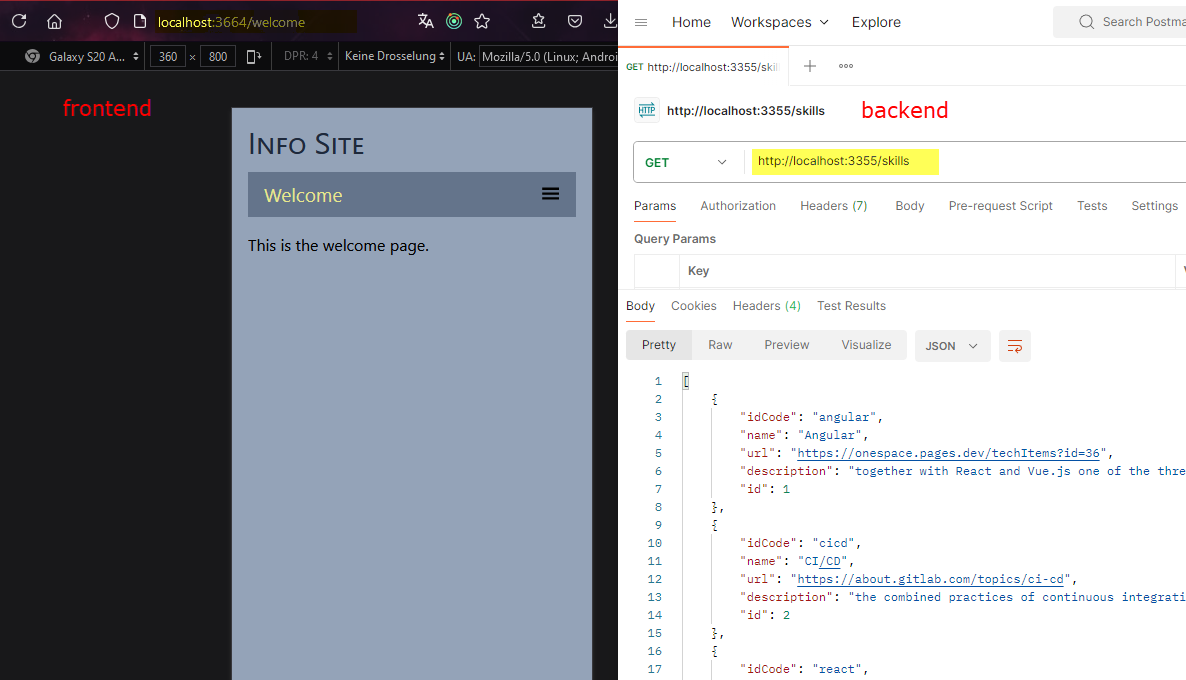 localhost:3664/welcome
Galaxy S20 A... 360 × 800 DPR: 4 Keine Drosselung UA: Mozilla/5.0 (Linux; Androi
frontend
Info Site
Welcome
This is the welcome page.
Home Workspaces Explore Search Postma
GET http://localhost:3355/skil
HTTP http://localhost:3355/skills
backend
GET http://localhost:3355/skills
Params Authorization Headers (7) Body Pre-request Script Tests Settings
Query Params
Key
Body Cookies Headers (4) Test Results
Pretty Raw Preview Visualize JSON
1 [
2 {
3 "idCode": "angular",
4 "name": "Angular",
5 "url": "https://onespace.pages.dev/techItems?id=36",
6 "description": "together with React and Vue.js one of the thre
7 "id": 1
8 },
9 {
10 "idCode": "cicd",
11 "name": "CI/CD",
12 "url": "https://about.gitlab.com/topics/ci-cd",
13 "description": "the combined practices of continuous integrati
14 "id": 2
15 },
16 {
17 "idCode": "react",